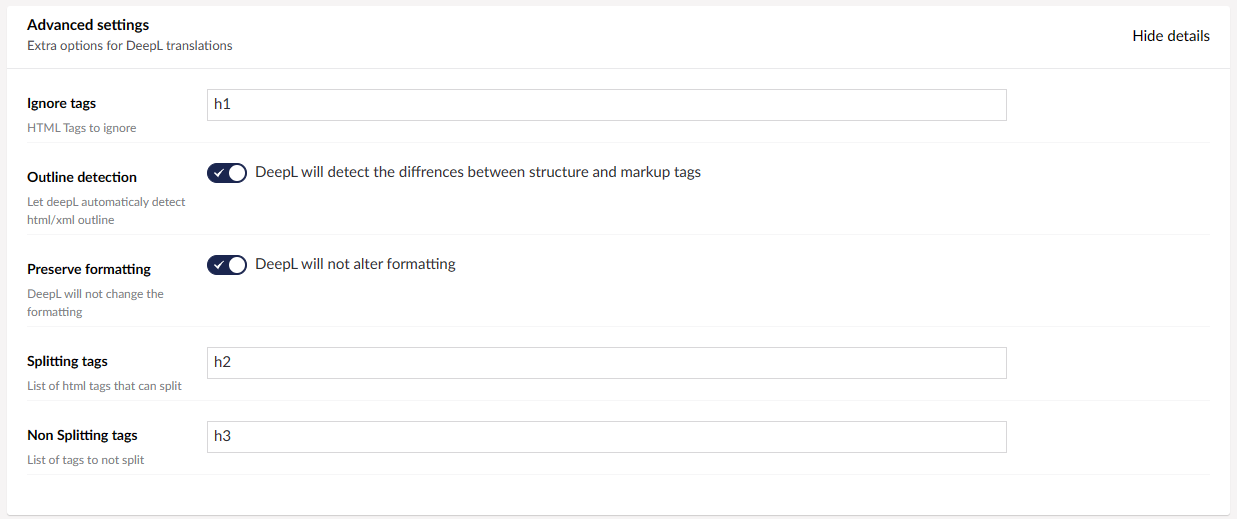 Advanced settings
Extra options for DeepL translations
Hide details
Ignore tags
h1
HTML Tags to ignore
Outline detection
DeepL will detect the diffrences between structure and markup tags
Let deepL automaticaly detect
html/xml outline
Preserve formatting
DeepL will not alter formatting
DeepL will not change the
formatting
Splitting tags
h2
List of html tags that can split
Non Splitting tags
h3
List of tags to not split